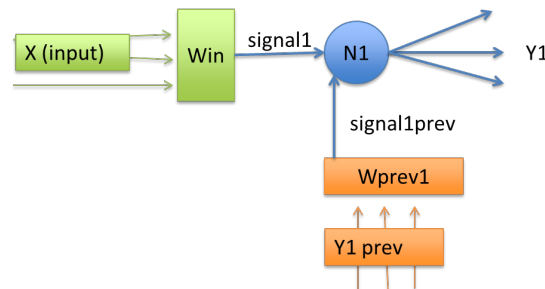 X (input)
Win
signal1
N1
Y1
signal1prev
Wprev1
Y1 prev